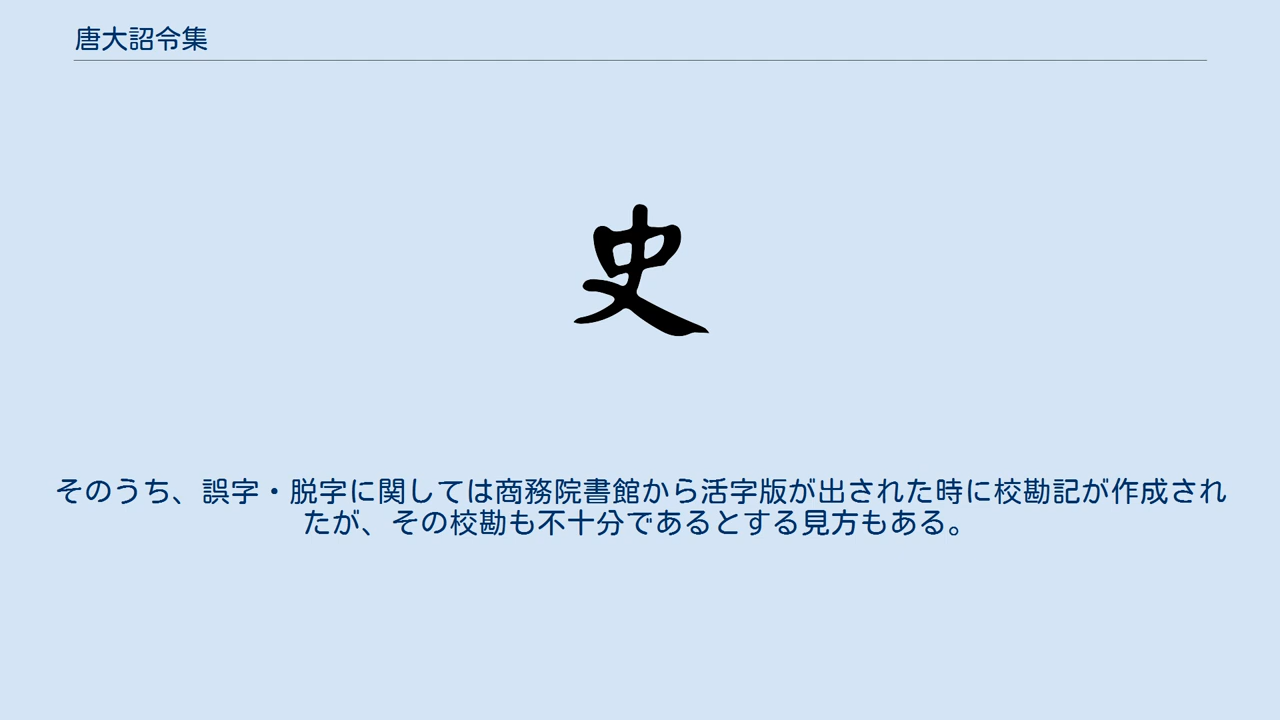 唐大詔令集
史
そのうち、誤字・脱字に関しては商務院書館から活字版が出された時に校勘記が作成され
たが、その校勘も不十分であるとする見方もある。